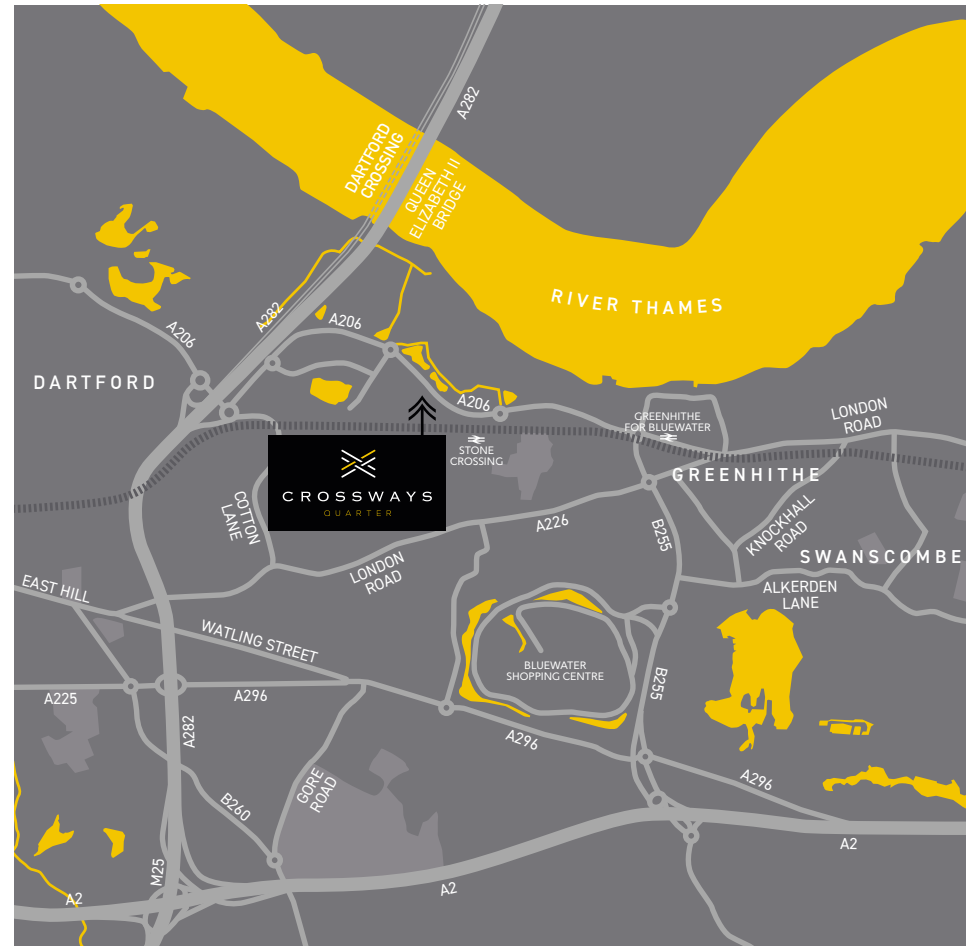 A282
DARTFORD
CROSSING
QUEEN
ELIZABETH II
BRIDGE
RIVER THAMES
A282
A206
A206
DARTFORD
A206
LONDON
ROAD
GREENHITHE
FOR BLUEWATER
STONE
CROSSING
GREENHITHE
CROSSWAYS
QUARTER
COTTON
LANE
A226
B255
KNOCKHALL
ROAD
SWANSCOMBE
LONDON
ROAD
EAST HILL
ALKERDEN
LANE
WATLING STREET
BLUEWATER
SHOPPING CENTRE
B255
A225
A296
A282
A296
A296
GORE
ROAD
B260
M25
A2
A2
A2